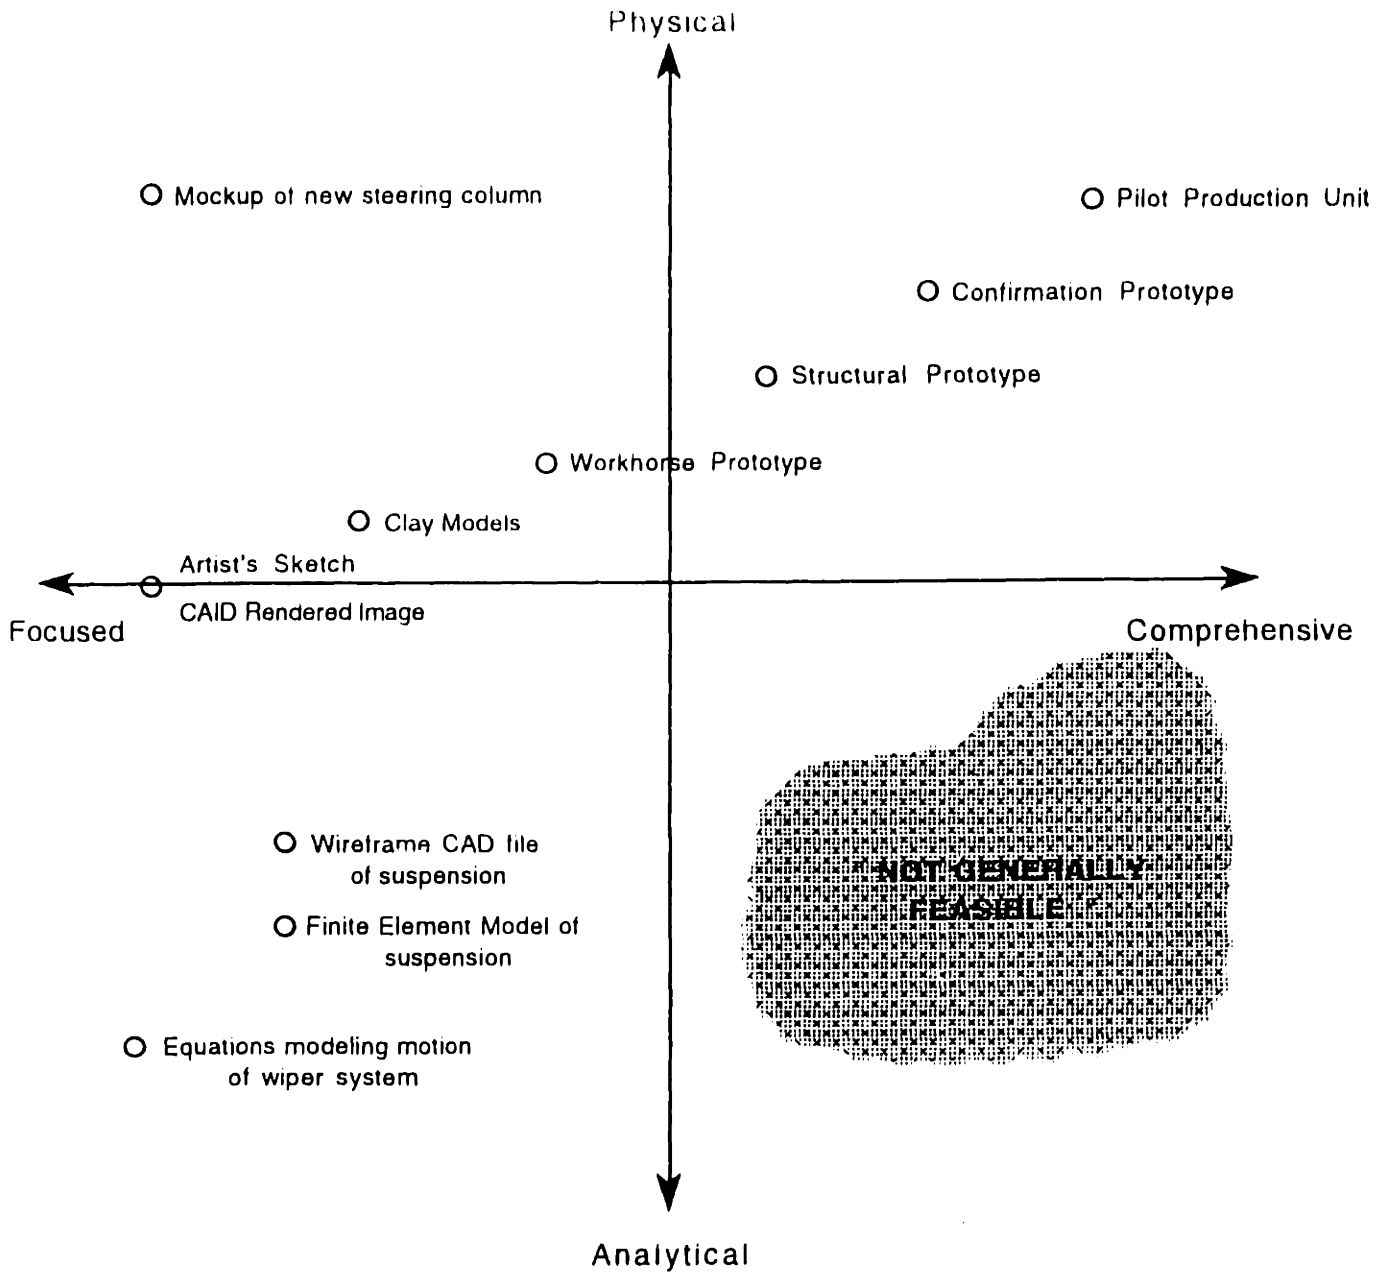 Physical
Mockup of new steering column
Pilot Production Unit
Confirmation Prototype
Structural Prototype
Workhorse Prototype
Clay Models
Artist's Sketch
CAID Rendered Image
Focused
Comprehensive
Wireframe CAD file
of suspension
" NOT GENERALLY
FEASIBLE "
Finite Element Model of
suspension
Equations modeling motion
of wiper system
Analytical